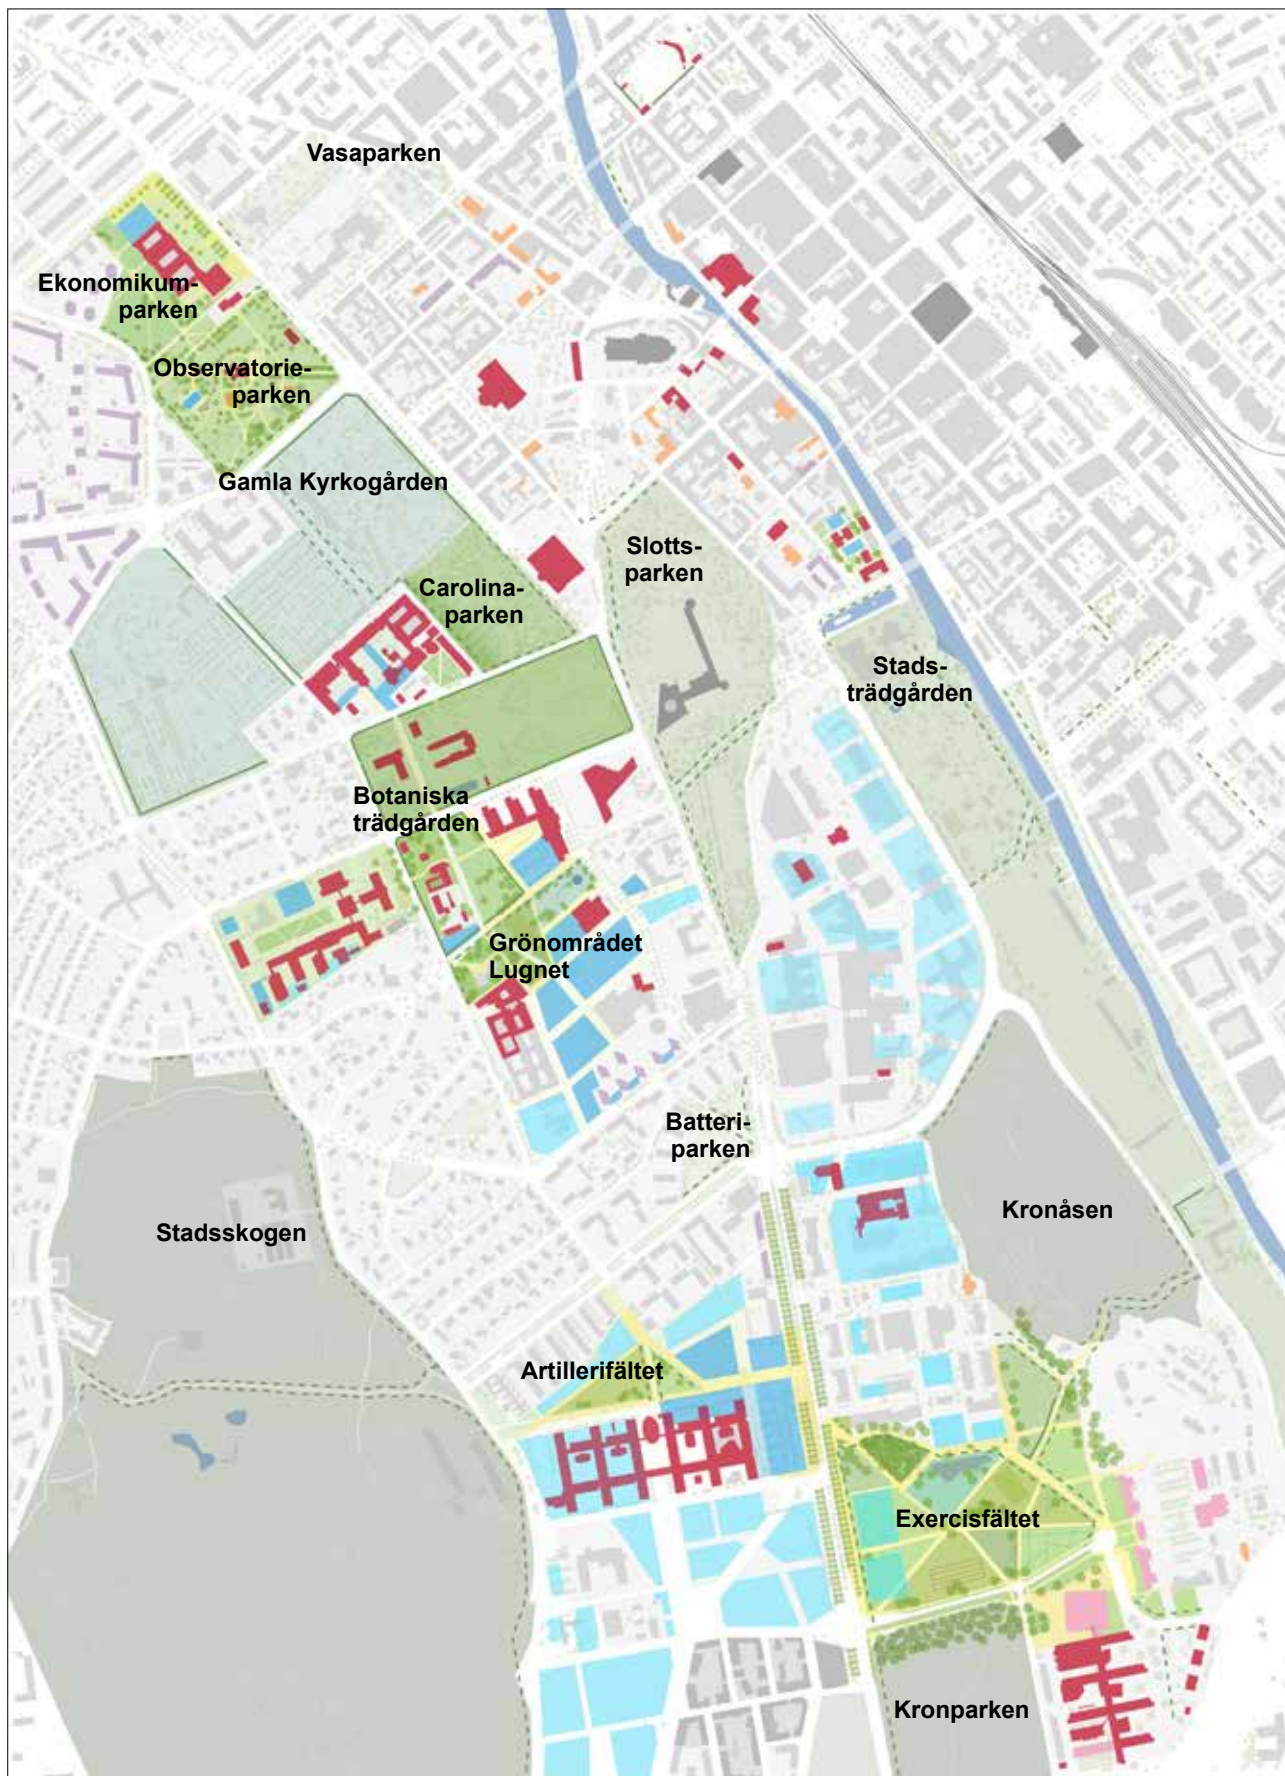 Vasaparken
Ekonomikum-
parken
Observatorie-
parken
Gamla Kyrkogården
Slotts-
parken
Carolina-
parken
Stads-
trädgården
Botaniska
trädgården
Grönområdet
Lugnet
Batteri-
parken
Stadsskogen
Kronåsen
Artillerifältet
Exercisfältet
Kronparken